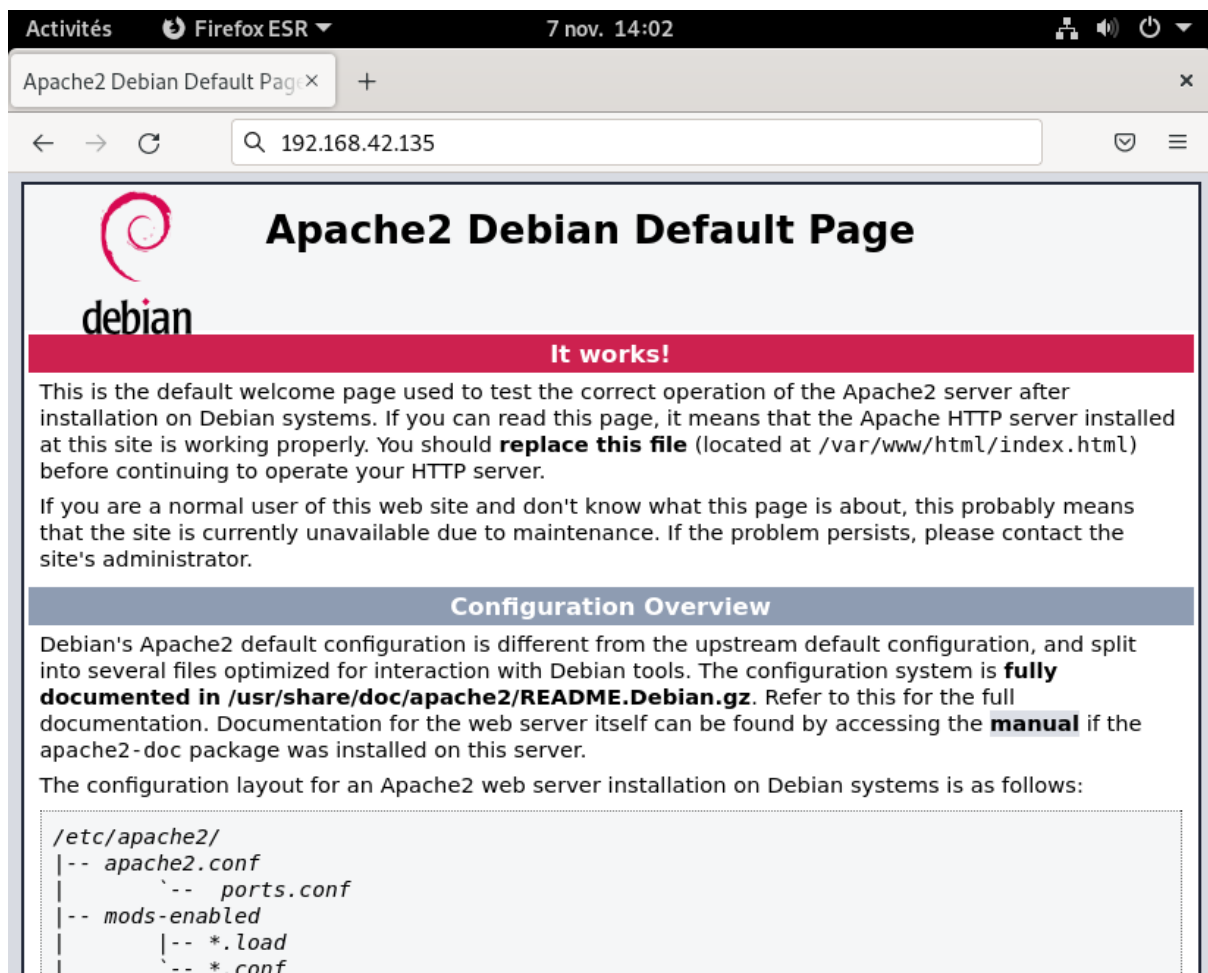 Activités Firefox ESR 7 nov. 14:02
Apache2 Debian Default Page
192.168.42.135
Apache2 Debian Default Page
debian
It works!
This is the default welcome page used to test the correct operation of the Apache2 server after
installation on Debian systems. If you can read this page, it means that the Apache HTTP server installed
at this site is working properly. You should replace this file (located at /var/www/html/index.html)
before continuing to operate your HTTP server.
If you are a normal user of this web site and don't know what this page is about, this probably means
that the site is currently unavailable due to maintenance. If the problem persists, please contact the
site's administrator.
Configuration Overview
Debian's Apache2 default configuration is different from the upstream default configuration, and split
into several files optimized for interaction with Debian tools. The configuration system is fully
documented in /usr/share/doc/apache2/README.Debian.gz. Refer to this for the full
documentation. Documentation for the web server itself can be found by accessing the manual if the
apache2-doc package was installed on this server.
The configuration layout for an Apache2 web server installation on Debian systems is as follows:
/etc/apache2/
|-- apache2.conf
|       `--  ports.conf
|-- mods-enabled
|       |-- *.load
|       `-- *.conf